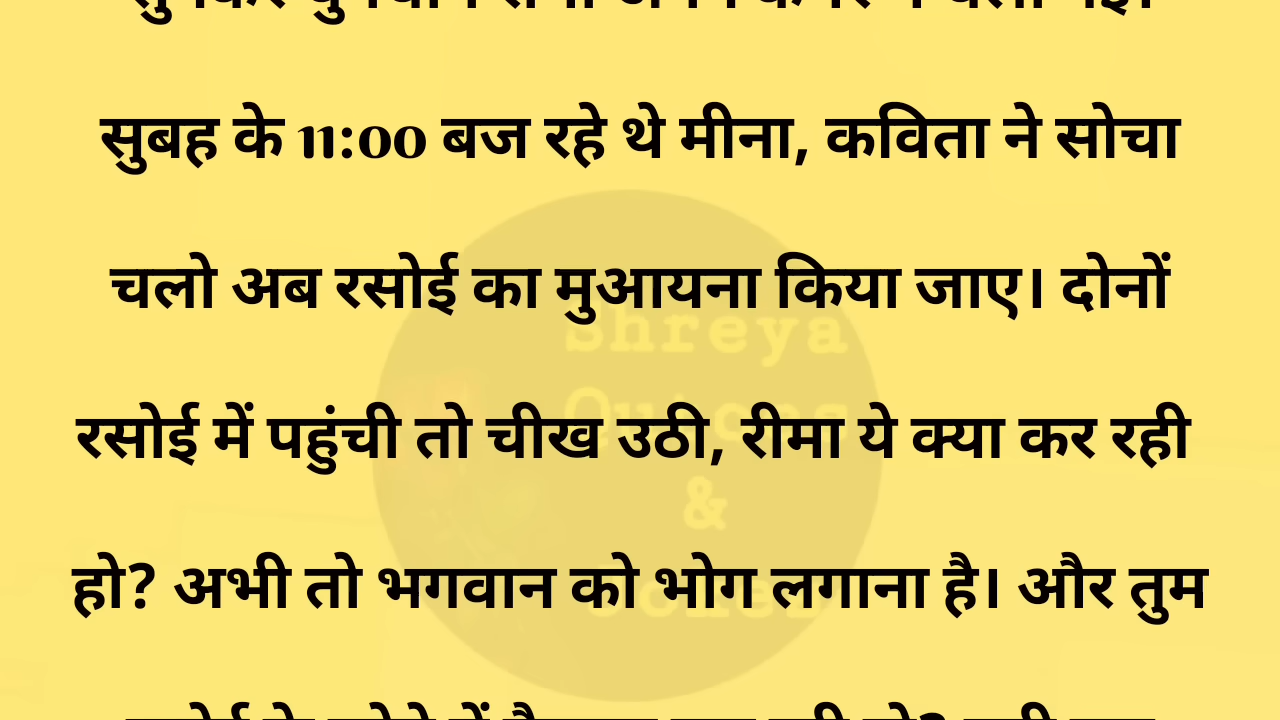 सुबह के 11:00 बज रहे थे मीना, कविता ने सोचा
चलो अब रसोई का मुआयना किया जाए। दोनों
Shreya
रसोई में पहुंची तो चीख उठी, रीमा ये क्या कर रही
&
हो? अभी तो भगवान को भोग लगाना है। और तुम